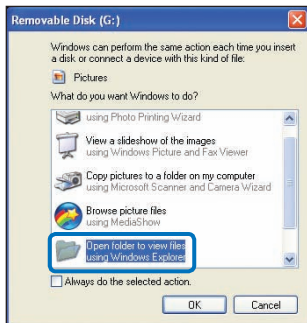 Removable Disk (G:)
Windows can perform the same action each time you insert
a disk or connect a device with this kind of file:
Pictures
What do you want Windows to do?
using Photo Printing Wizard
View a slideshow of the images
using Windows Picture and Fax Viewer
Copy pictures to a folder on my computer
using Microsoft Scanner and Camera Wizard
Browse picture files
using MediaShow
Open folder to view files
using Windows Explorer
Always do the selected action.
OK
Cancel